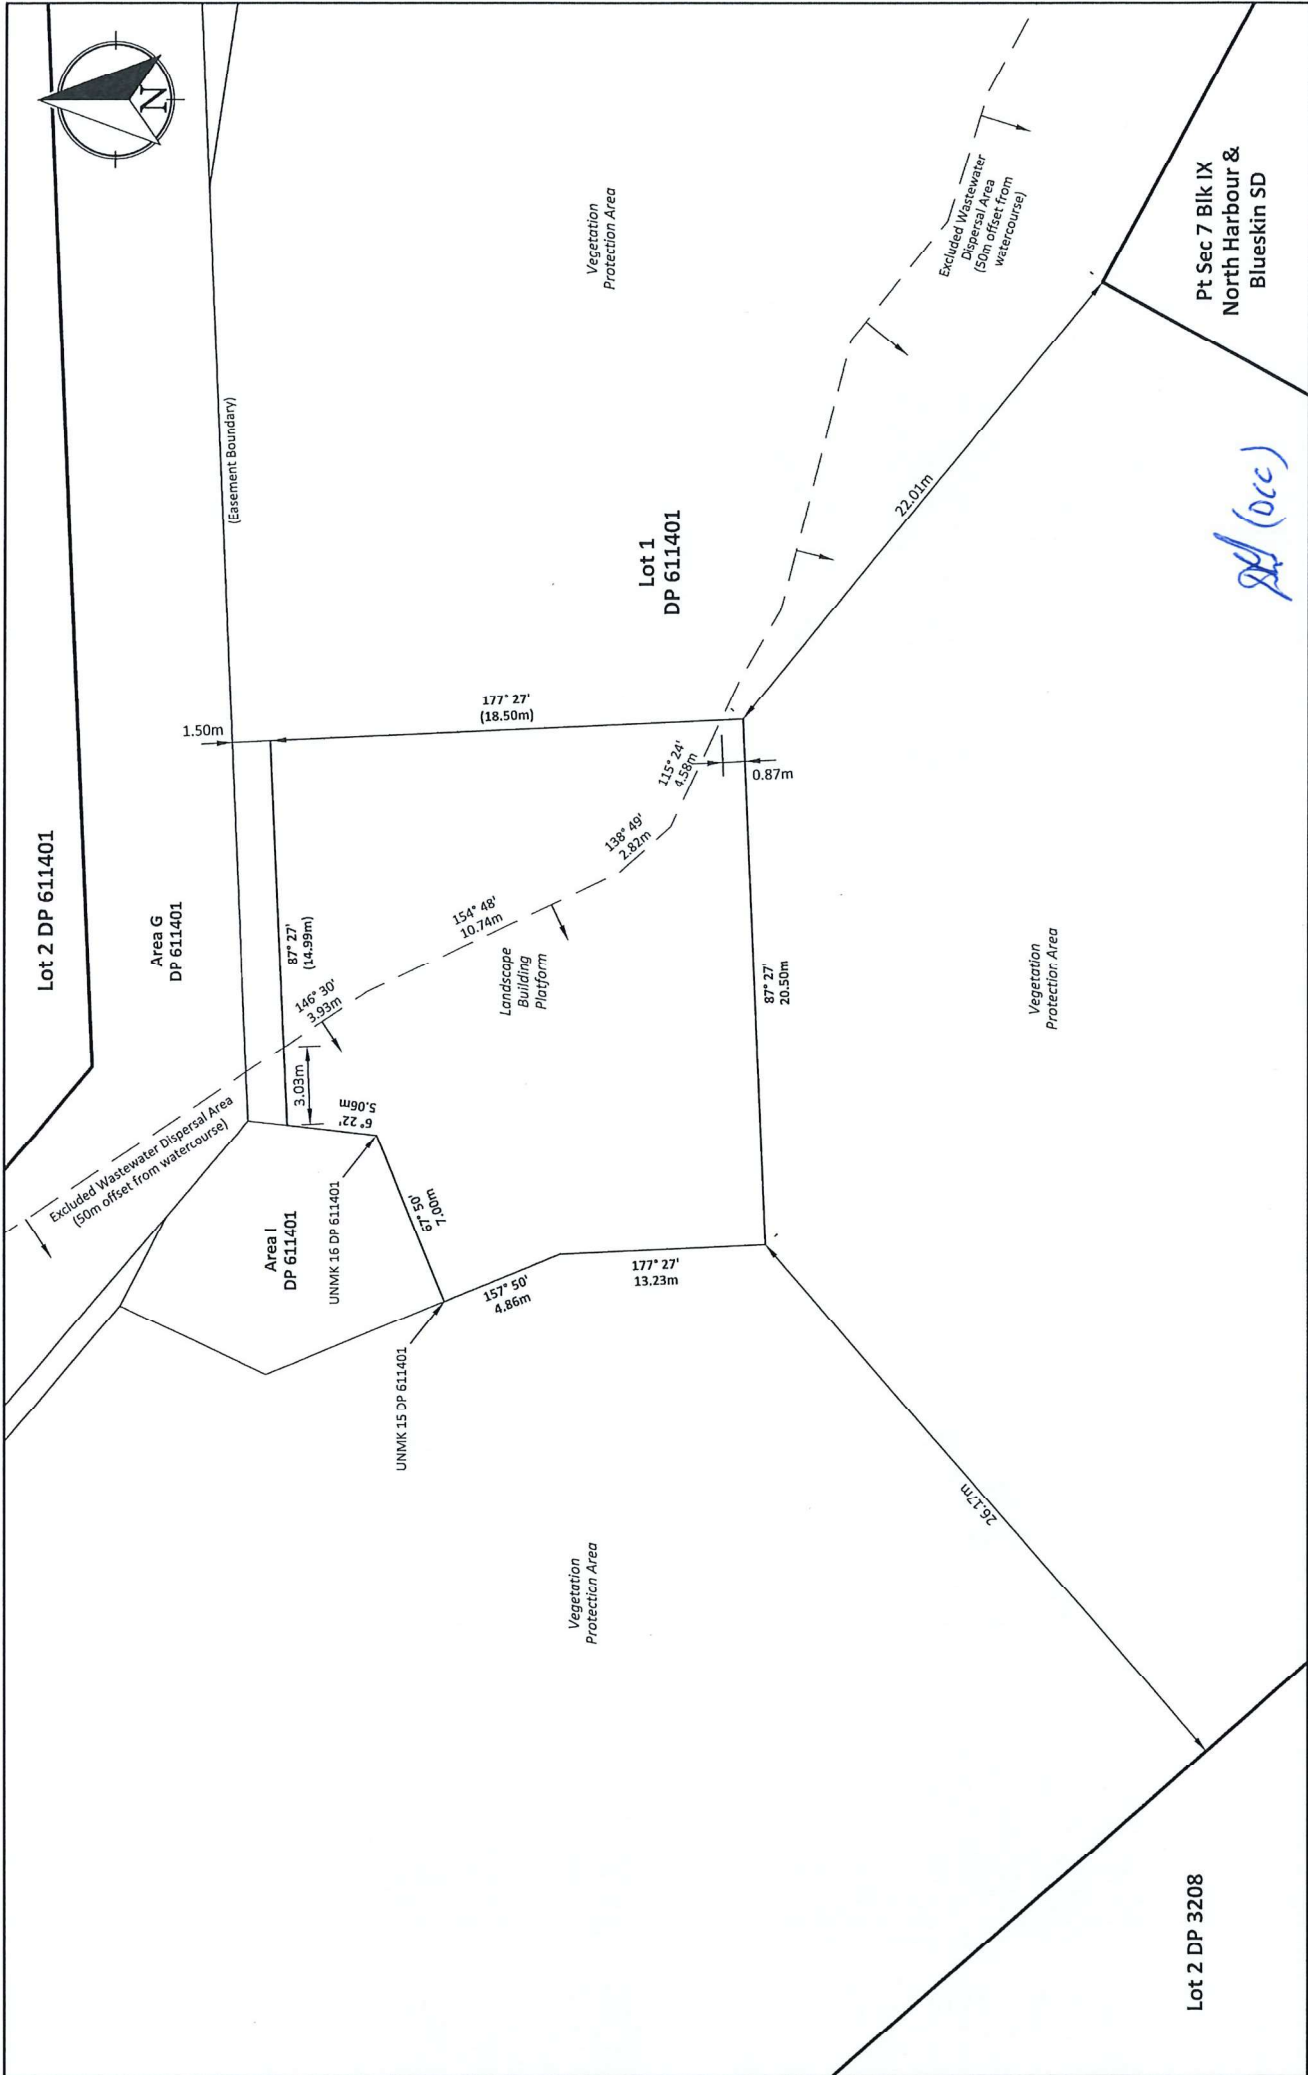 N
Lot 2 DP 611401
Area G
DP 611401
(Easement Boundary)
Vegetation
Protection Area
Excluded Wastewater
Dispersal Area
(50m offset from
watercourse)
Pt Sec 7 Blk IX
North Harbour &
Blueskin SD
Lot 1
DP 611401
22.01m
(DCC)
1.50m
177° 27'
(18.50m)
87° 27'
(14.99m)
115° 24'
4.58m
0.87m
138° 49'
2.82m
154° 48'
10.74m
146° 30'
3.93m
3.03m
Landscape
Building
Platform
87° 27'
20.50m
Vegetation
Protection Area
Excluded Wastewater Dispersal Area
(50m offset from watercourse)
6° 22'
5.06m
Area I
DP 611401
UNMK 16 DP 611401
67° 50'
7.00m
157° 50'
4.86m
177° 27'
13.23m
UNMK 15 DP 611401
Vegetation
Protection Area
26.17m
Lot 2 DP 3208